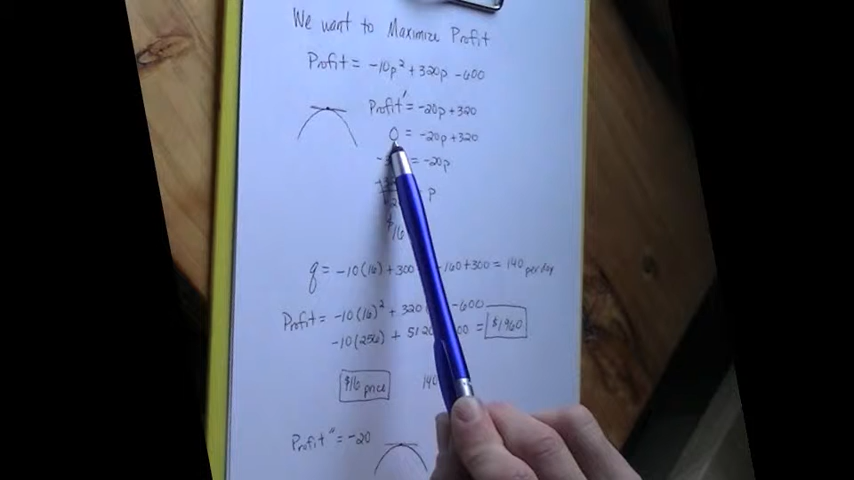 We want to Maximize Profit
Profit = -10p² + 320p - 600
Profit' = -20p + 320
0 = -20p + 320
= -20p
p
$16
q = -10(16) + 300 -160 + 300 = 140 per day
Profit = -10(16)² + 320 -600
-10(256) + 5120 = $1960
$16 price 140
Profit" = -20